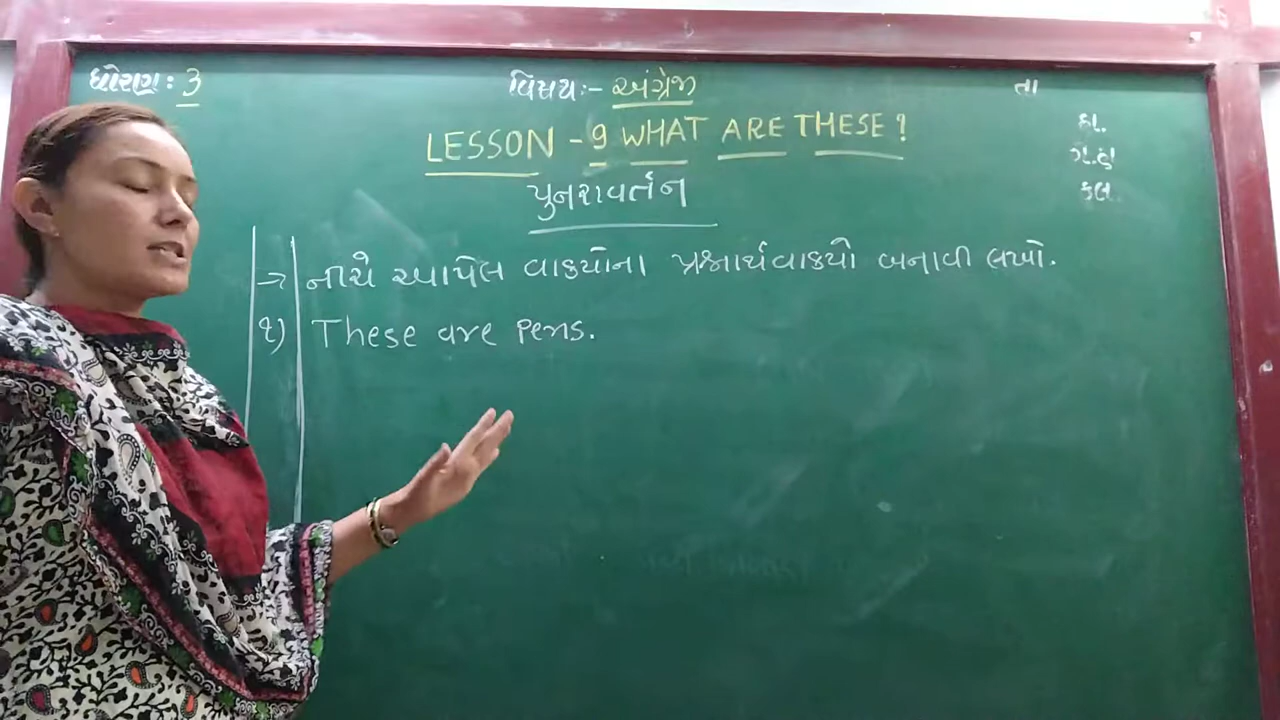 ધોરણ : 3
વિષય :- અંગ્રેજી
તા
હા.
ગે.હા
કુલ
LESSON - 9 WHAT ARE THESE ?
પુનરાવર્તન
→ નીચે આપેલ વાક્યોના પ્રશ્નાર્થવાક્યો બનાવી લખો.
૧) These are pens.